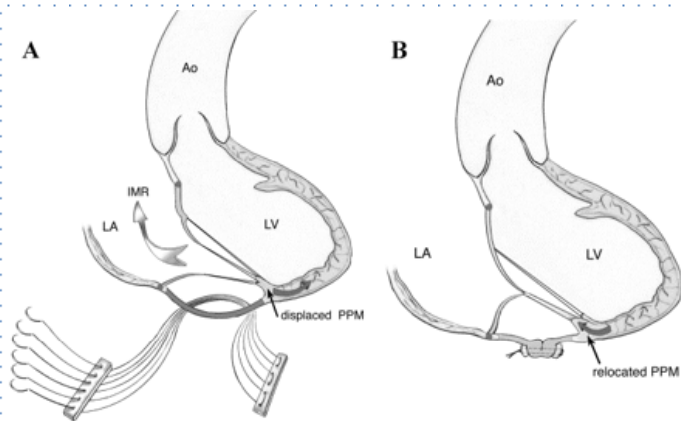 A
Ao
IMR
LA
LV
displaced PPM
B
Ao
LA
LV
relocated PPM